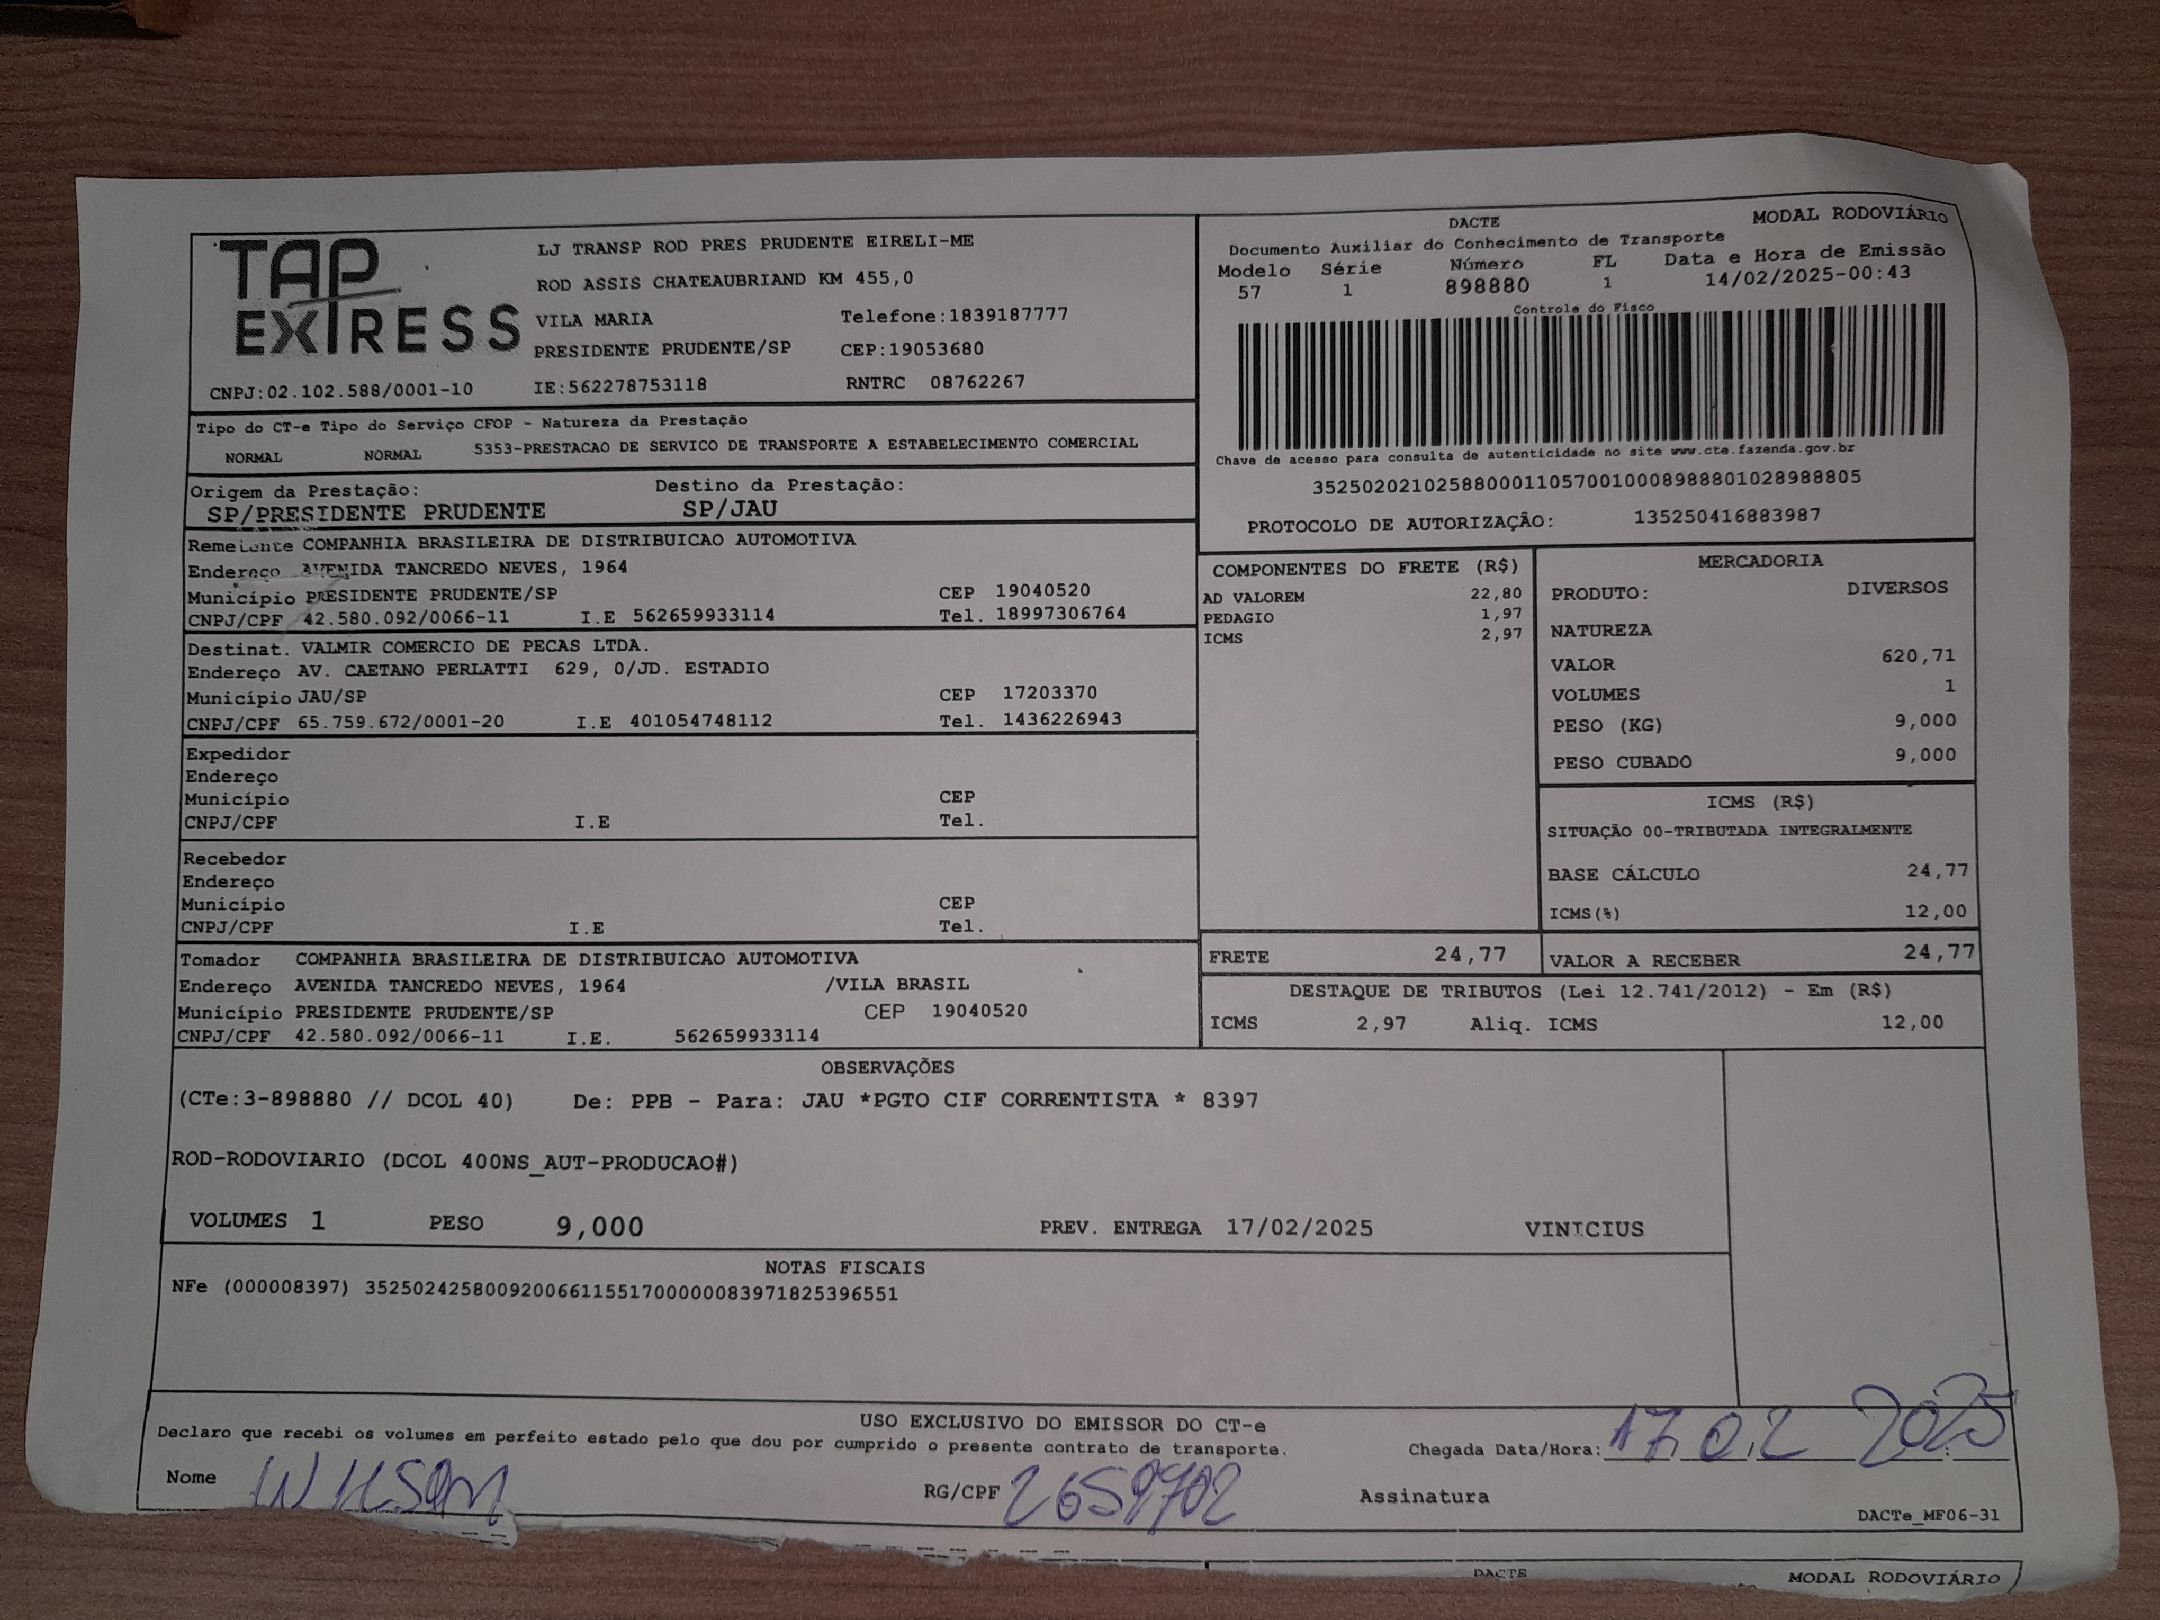 TAP EXPRESS
LJ TRANSP ROD PRES PRUDENTE EIRELI-ME
ROD ASSIS CHATEAUBRIAND KM 455,0
VILA MARIA Telefone:1839187777
PRESIDENTE PRUDENTE/SP CEP:19053680
CNPJ:02.102.588/0001-10 IE:562278753118 RNTRC 08762267
DACTE MODAL RODOVIÁRIO
Documento Auxiliar do Conhecimento de Transporte
Modelo Série Número FL Data e Hora de Emissão
57 1 898880 1 14/02/2025-00:43
Controle do Fisco
Chave de acesso para consulta de autenticidade no site www.cte.fazenda.gov.br
35250202102588000110570010008988801028988805
PROTOCOLO DE AUTORIZAÇÃO: 135250416883987
Tipo do CT-e Tipo do Serviço CFOP - Natureza da Prestação
NORMAL NORMAL 5353-PRESTACAO DE SERVICO DE TRANSPORTE A ESTABELECIMENTO COMERCIAL
Origem da Prestação: Destino da Prestação:
SP/PRESIDENTE PRUDENTE SP/JAU
Remetente COMPANHIA BRASILEIRA DE DISTRIBUICAO AUTOMOTIVA
Endereço AVENIDA TANCREDO NEVES, 1964
Município PRESIDENTE PRUDENTE/SP CEP 19040520
CNPJ/CPF 42.580.092/0066-11 I.E 562659933114 Tel. 18997306764
Destinat. VALMIR COMERCIO DE PECAS LTDA.
Endereço AV. CAETANO PERLATTI 629, 0/JD. ESTADIO
Município JAU/SP CEP 17203370
CNPJ/CPF 65.759.672/0001-20 I.E 401054748112 Tel. 1436226943
Expedidor
Endereço
Município CEP
CNPJ/CPF I.E Tel.
Recebedor
Endereço
Município CEP
CNPJ/CPF I.E Tel.
Tomador COMPANHIA BRASILEIRA DE DISTRIBUICAO AUTOMOTIVA
Endereço AVENIDA TANCREDO NEVES, 1964 /VILA BRASIL
Município PRESIDENTE PRUDENTE/SP CEP 19040520
CNPJ/CPF 42.580.092/0066-11 I.E. 562659933114
COMPONENTES DO FRETE (R$)
AD VALOREM 22,80
PEDAGIO 1,97
ICMS 2,97
FRETE 24,77
MERCADORIA
PRODUTO: DIVERSOS
NATUREZA
VALOR 620,71
VOLUMES 1
PESO (KG) 9,000
PESO CUBADO 9,000
ICMS (R$)
SITUAÇÃO 00-TRIBUTADA INTEGRALMENTE
BASE CÁLCULO 24,77
ICMS(%) 12,00
VALOR A RECEBER 24,77
DESTAQUE DE TRIBUTOS (Lei 12.741/2012) - Em (R$)
ICMS 2,97 Aliq. ICMS 12,00
OBSERVAÇÕES
(CTe:3-898880 // DCOL 40) De: PPB - Para: JAU *PGTO CIF CORRENTISTA * 8397
ROD-RODOVIARIO (DCOL 400NS_AUT-PRODUCAO#)
VOLUMES 1 PESO 9,000 PREV. ENTREGA 17/02/2025 VINICIUS
NOTAS FISCAIS
NFe (000008397) 35250242580092006611551700000083971825396551
USO EXCLUSIVO DO EMISSOR DO CT-e
Declaro que recebi os volumes em perfeito estado pelo que dou por cumprido o presente contrato de transporte.
Chegada Data/Hora: 17.02 2025
Nome WILSON RG/CPF 2659702 Assinatura
DACTe_MF06-31
DACTE MODAL RODOVIÁRIO